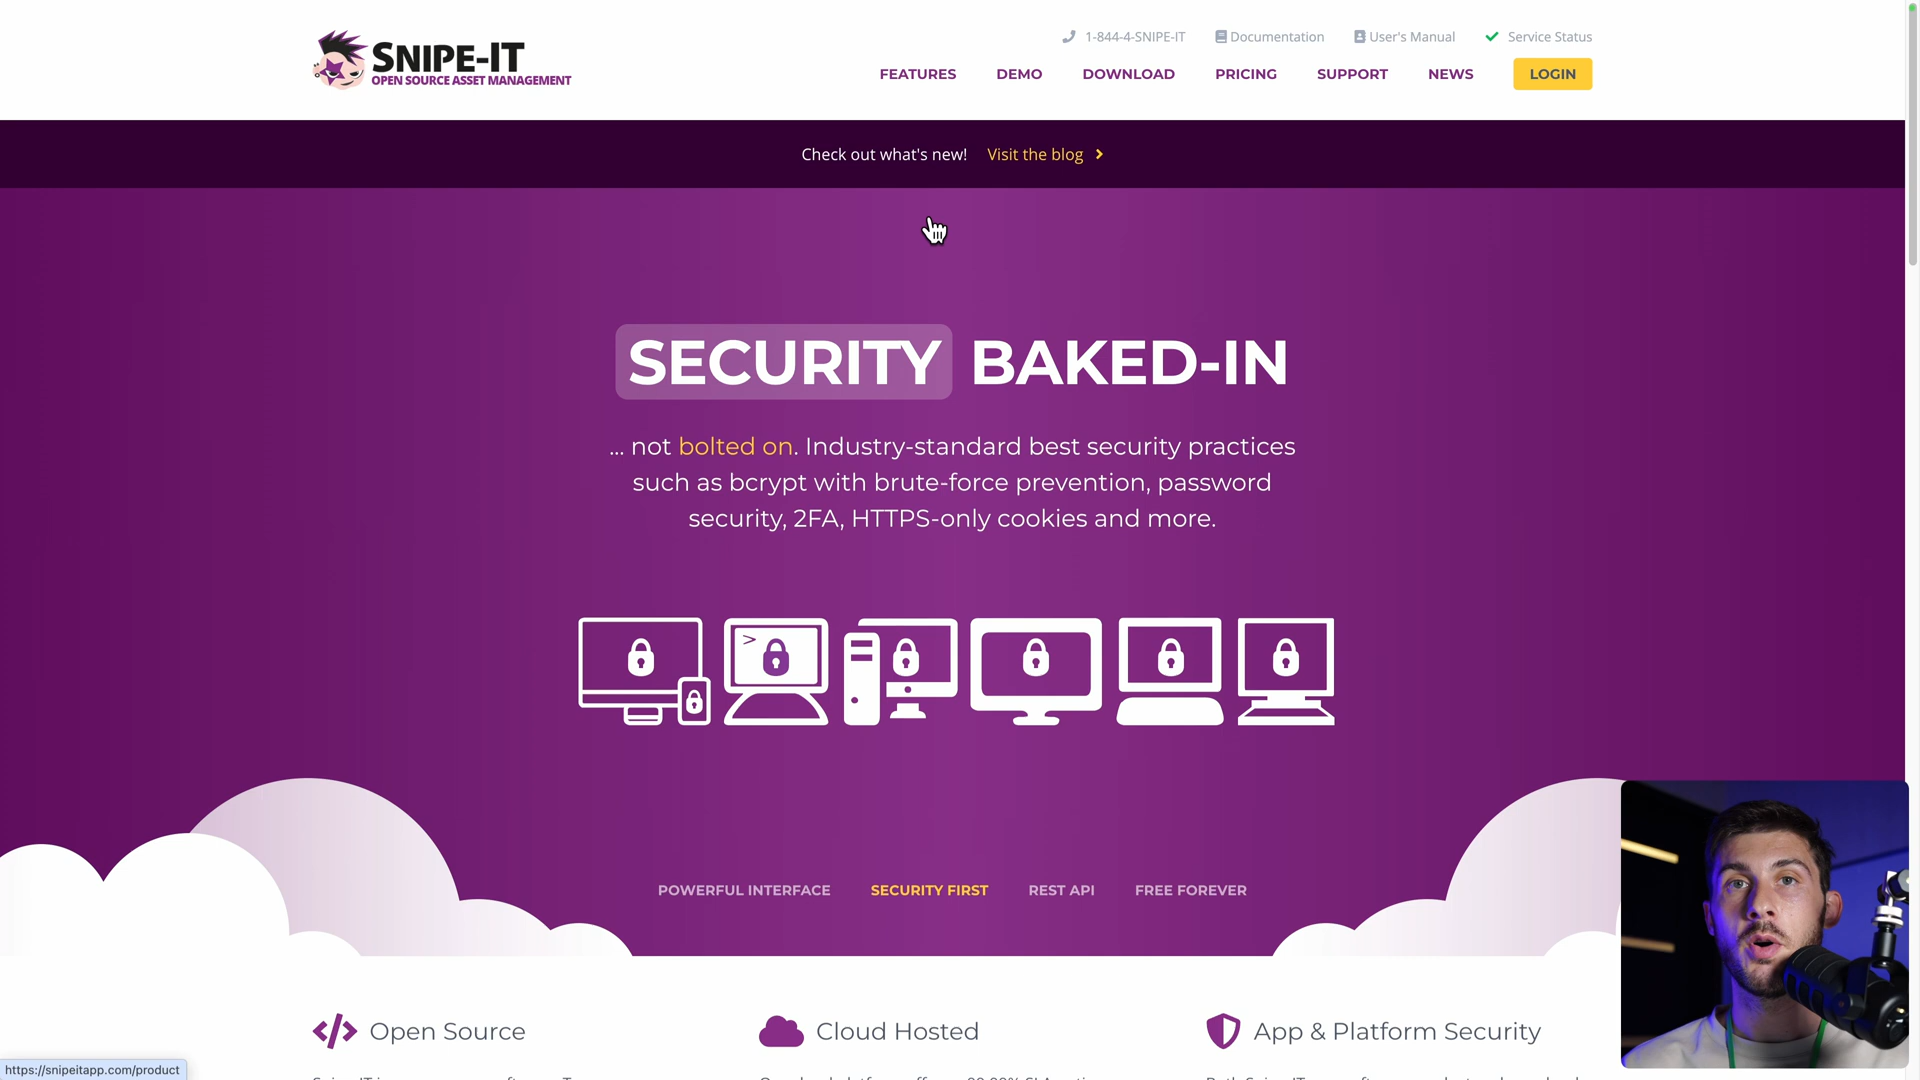 SNIPE-IT
OPEN SOURCE ASSET MANAGEMENT
1-844-4-SNIPE-IT Documentation User's Manual Service Status
FEATURES DEMO DOWNLOAD PRICING SUPPORT NEWS LOGIN
Check out what's new! Visit the blog
SECURITY BAKED-IN
... not bolted on. Industry-standard best security practices
such as bcrypt with brute-force prevention, password
security, 2FA, HTTPS-only cookies and more.
>
POWERFUL INTERFACE SECURITY FIRST REST API FREE FOREVER
</> Open Source Cloud Hosted App & Platform Security
https://snipeitapp.com/product